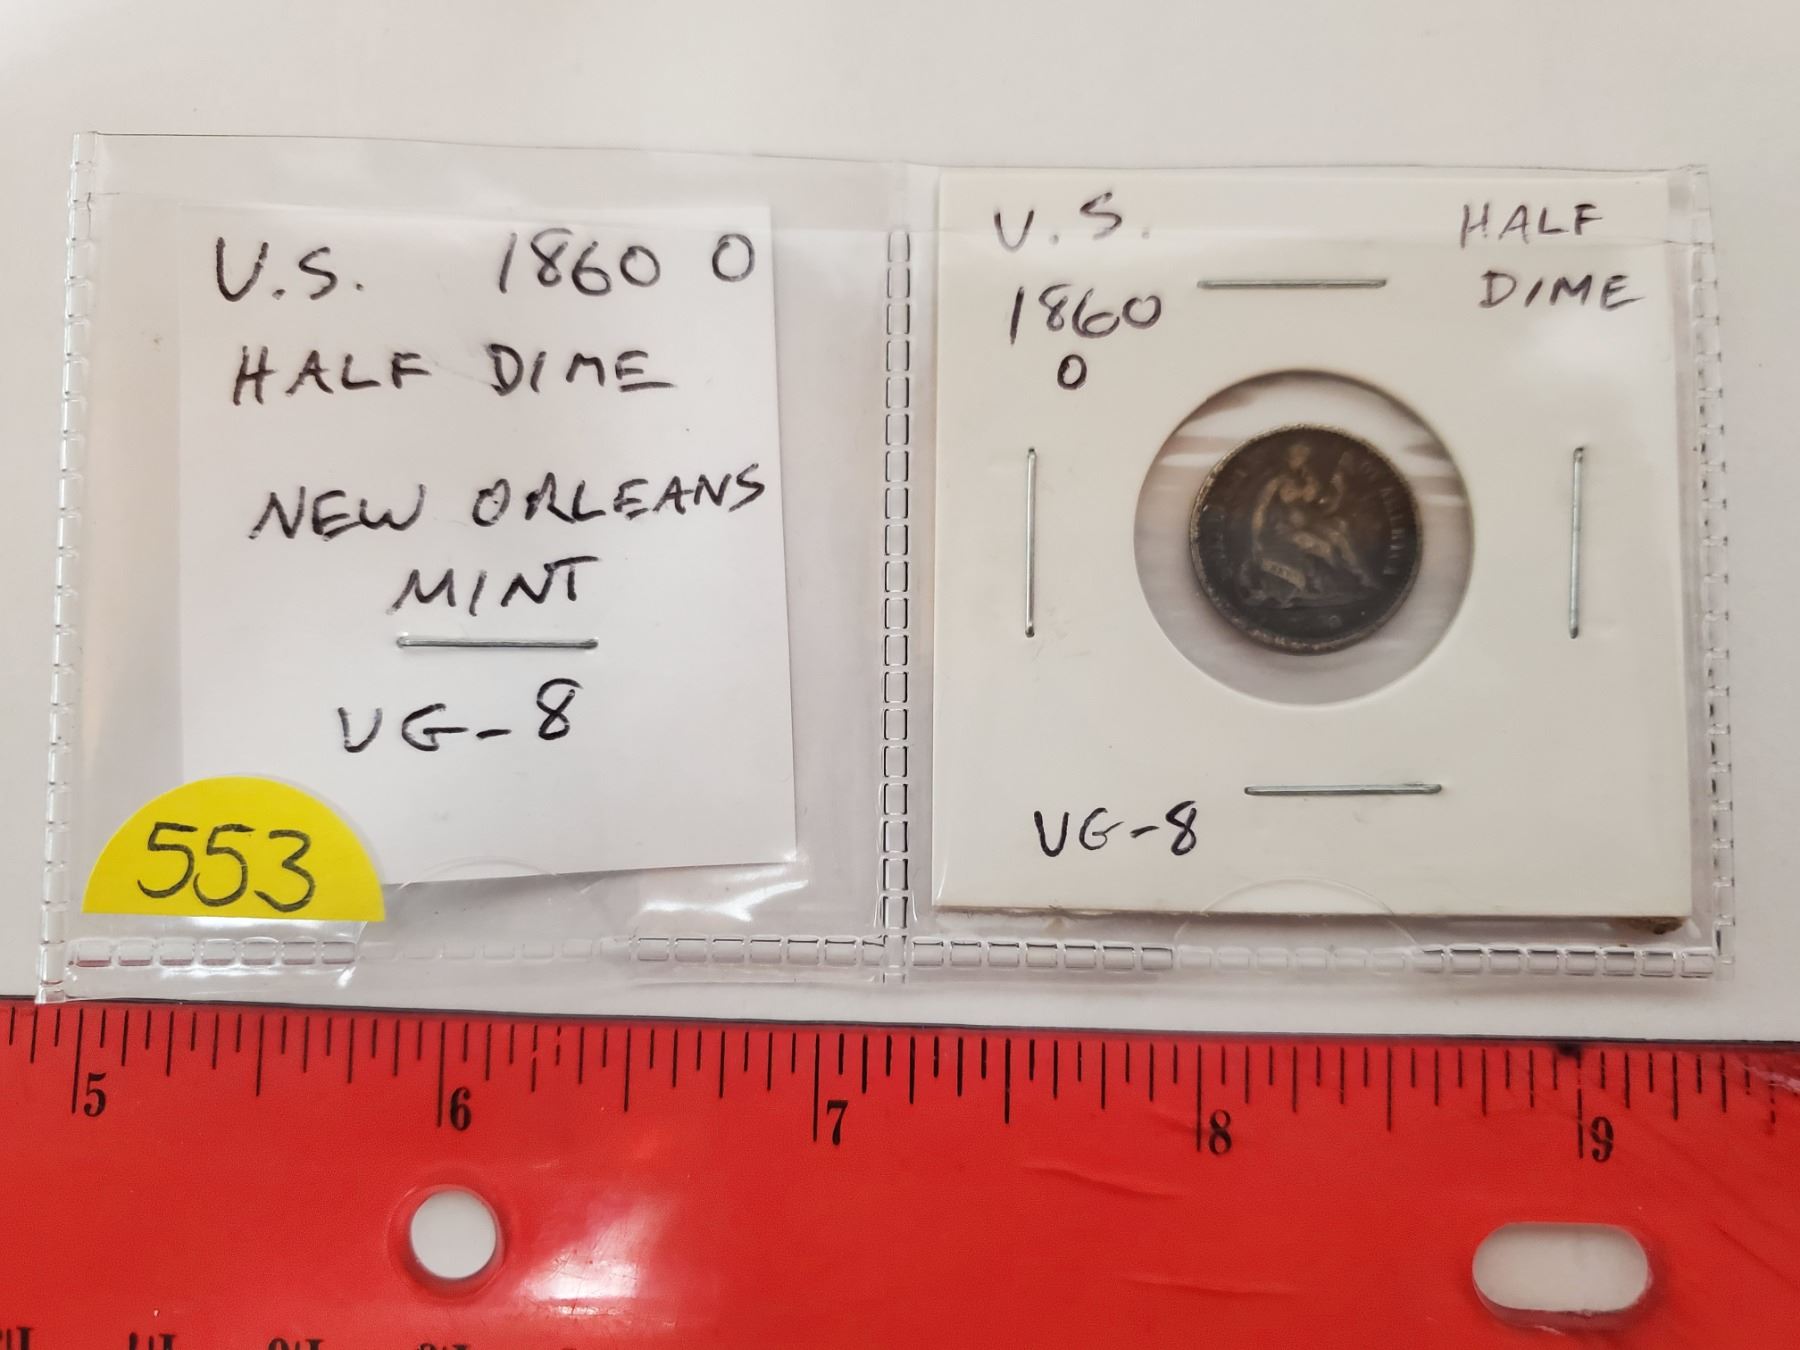 U.S. 1860 O
HALF DIME
NEW ORLEANS
MINT
VG-8
553
U.S.
1860
O
HALF
DIME
VG-8
5 6 7 8 9